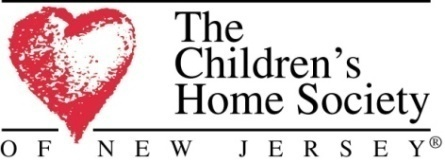 The
Children's
Home Society
OF NEW JERSEY®